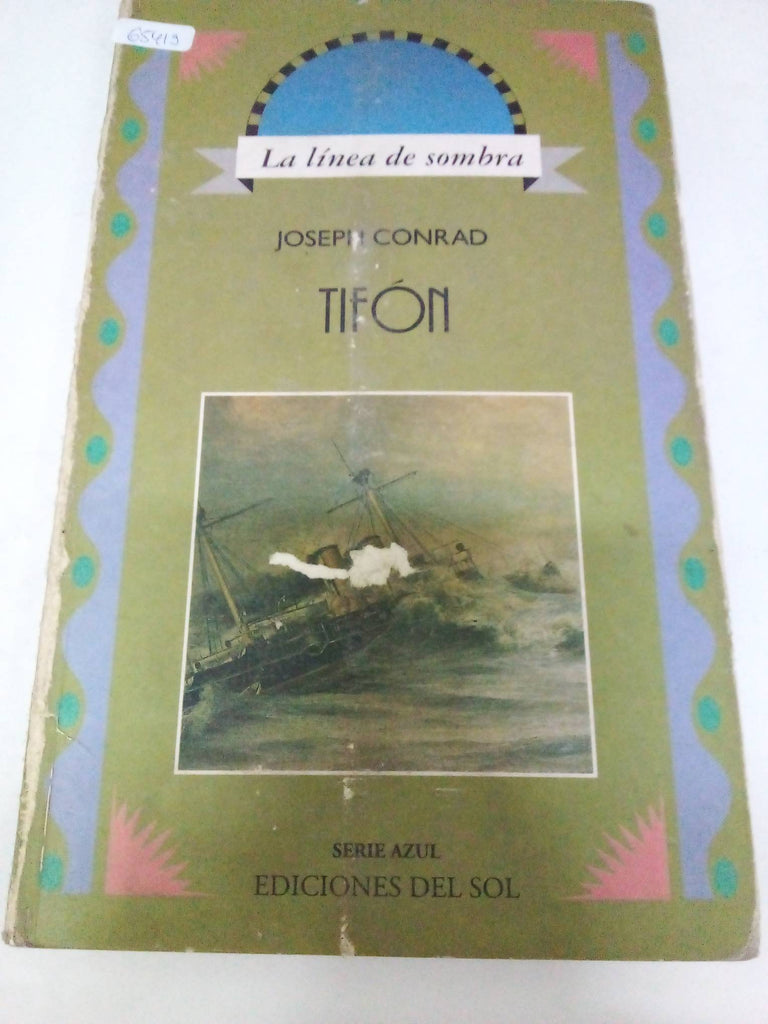 65413
La línea de sombra
JOSEPH CONRAD
TIFÓN
SERIE AZUL
EDICIONES DEL SOL